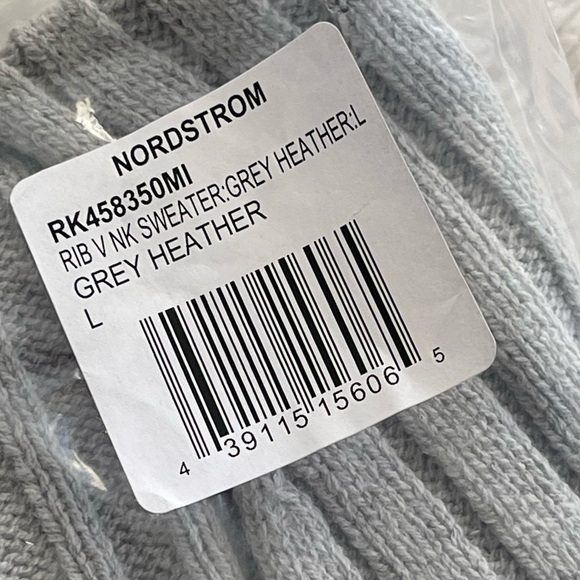 NORDSTROM
RK458350MI
RIB V NK SWEATER:GREY HEATHER:L
GREY HEATHER
L
4 39115 15606 5